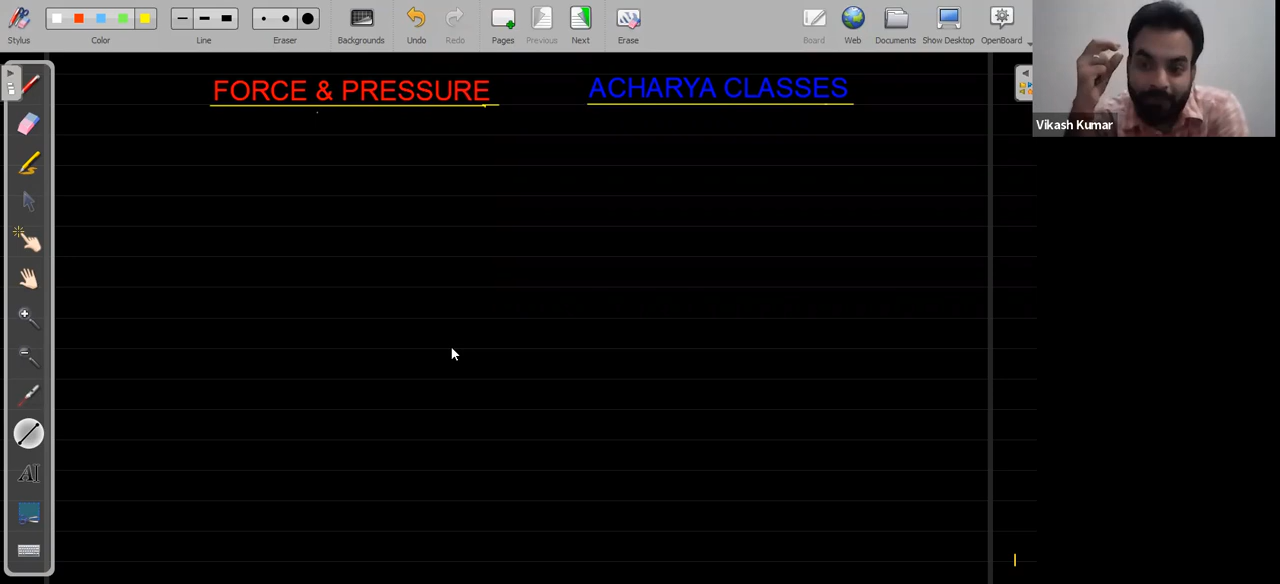 Stylus Color Line Eraser Backgrounds Undo Redo Pages Previous Next Erase Board Web Documents Show Desktop OpenBoard
FORCE & PRESSURE ACHARYA CLASSES
Vikash Kumar
AI